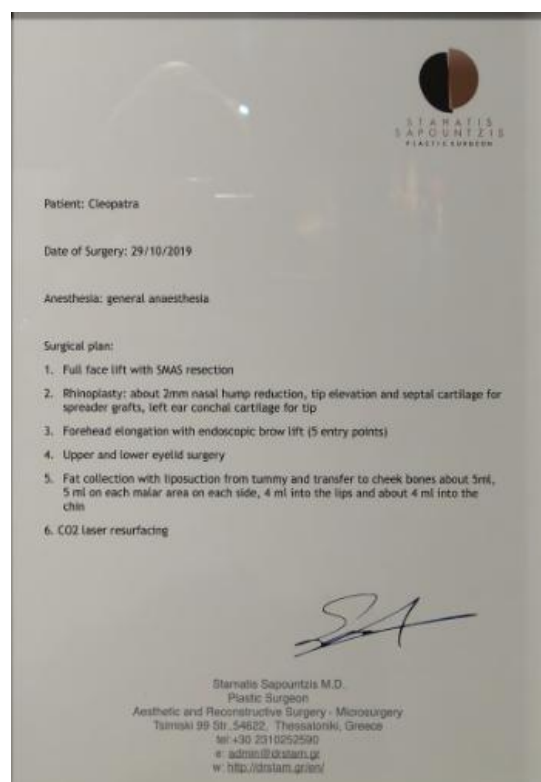 STAMATIS
SAPOUNTZIS
PLASTIC SURGEON
Patient: Cleopatra
Date of Surgery: 29/10/2019
Anesthesia: general anaesthesia
Surgical plan:
1. Full face lift with SMAS resection
2. Rhinoplasty: about 2mm nasal hump reduction, tip elevation and septal cartilage for
spreader grafts, left ear conchal cartilage for tip
3. Forehead elongation with endoscopic brow lift (5 entry points)
4. Upper and lower eyelid surgery
5. Fat collection with liposuction from tummy and transfer to cheek bones about 5ml,
5 ml on each malar area on each side, 4 ml into the lips and about 4 ml into the
chin
6. CO2 laser resurfacing
Stamatis Sapountzis M.D.
Plastic Surgeon
Aesthetic and Reconstructive Surgery - Microsurgery
Tsimiski 99 Str.,54622, Thessaloniki, Greece
tel:+30 2310252590
e: admin@drstam.gr
w: http://drstam.gr/en/